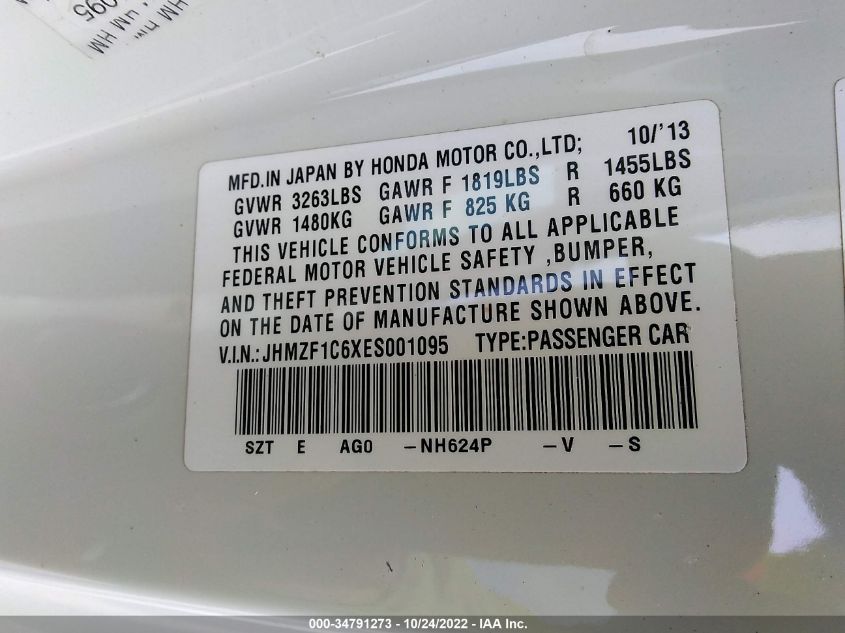 095
HM HM
MFD.IN JAPAN BY HONDA MOTOR CO.,LTD; 10/'13
GVWR 3263LBS GAWR F 1819LBS R 1455LBS
GVWR 1480KG GAWR F 825 KG R 660 KG
THIS VEHICLE CONFORMS TO ALL APPLICABLE
FEDERAL MOTOR VEHICLE SAFETY ,BUMPER,
AND THEFT PREVENTION STANDARDS IN EFFECT
ON THE DATE OF MANUFACTURE SHOWN ABOVE.
V.I.N.:JHMZF1C6XES001095 TYPE:PASSENGER CAR
SZT E AG0 -NH624P -V -S
000-34791273 - 10/24/2022 - IAA Inc.